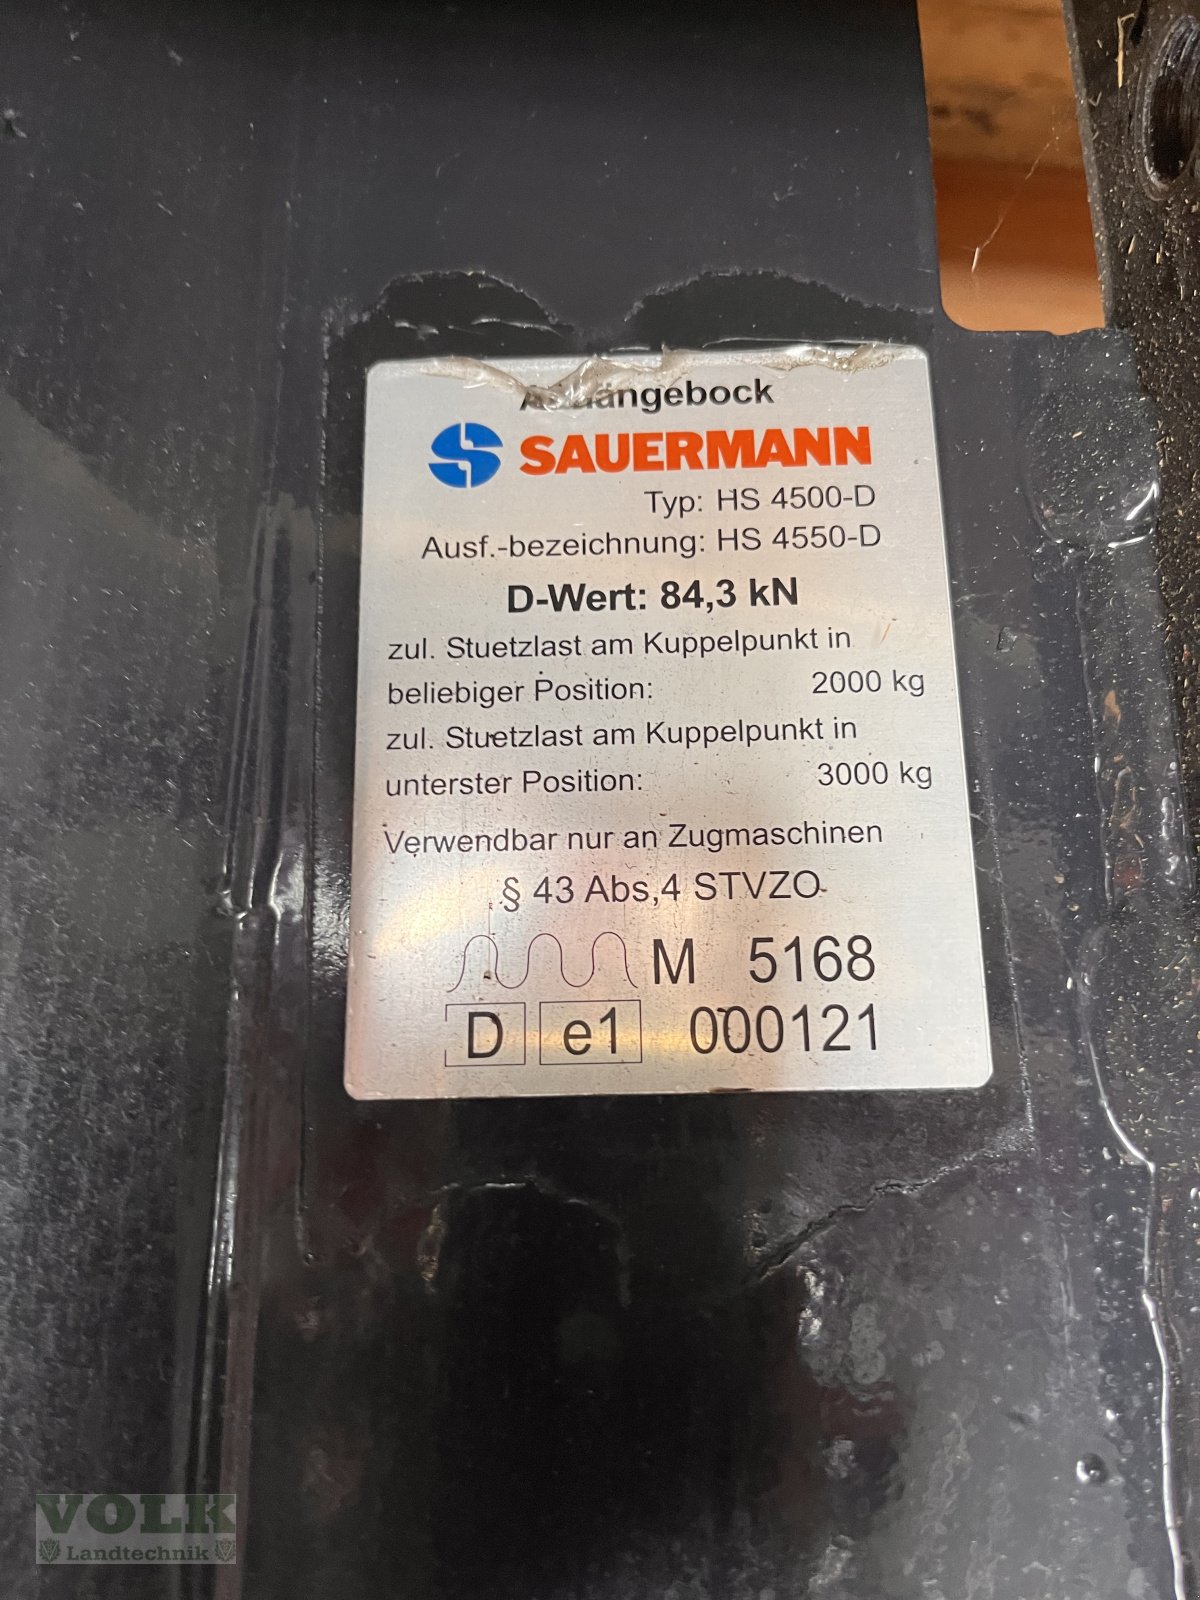 Anhängebock
SAUERMANN
Typ: HS 4500-D
Ausf.-bezeichnung: HS 4550-D
D-Wert: 84,3 kN
zul. Stuetzlast am Kuppelpunkt in
beliebiger Position: 2000 kg
zul. Stuetzlast am Kuppelpunkt in
unterster Position: 3000 kg
Verwendbar nur an Zugmaschinen
§ 43 Abs,4 STVZO
M 5168
D e1 000121
VOLK
Landtechnik